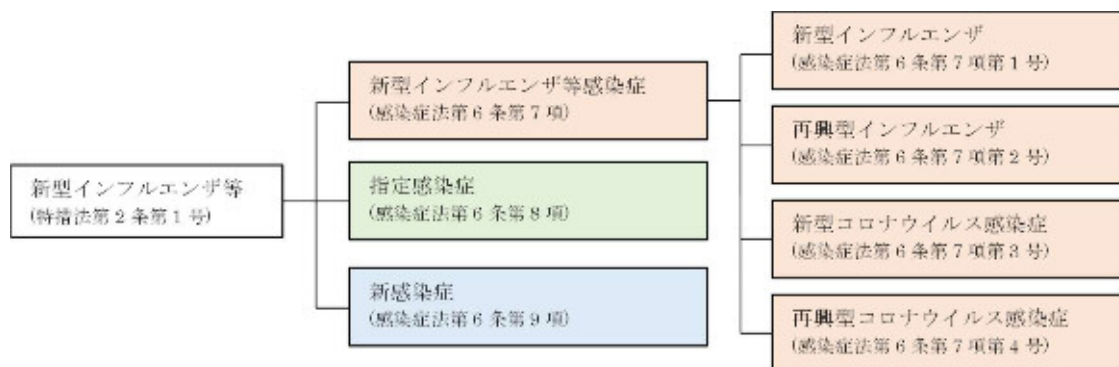 新型インフルエンザ等
(特措法第2条第1号)
新型インフルエンザ等感染症
(感染症法第6条第7項)
指定感染症
(感染症法第6条第8項)
新感染症
(感染症法第6条第9項)
新型インフルエンザ
(感染症法第6条第7項第1号)
再興型インフルエンザ
(感染症法第6条第7項第2号)
新型コロナウイルス感染症
(感染症法第6条第7項第3号)
再興型コロナウイルス感染症
(感染症法第6条第7項第4号)